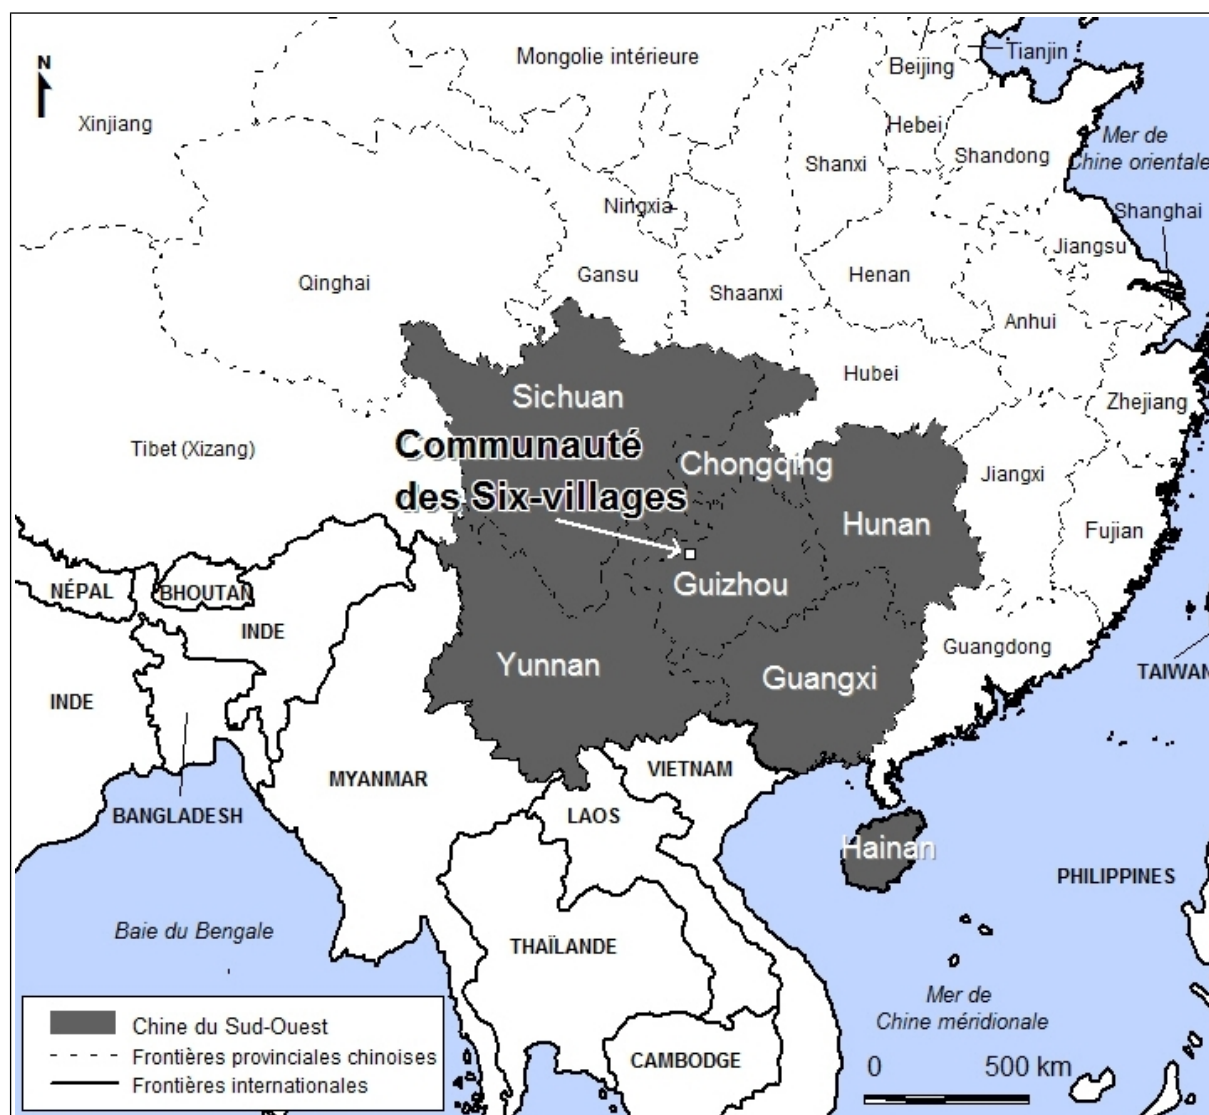 Mongolie intérieure
Tianjin
Beijing
N
Xinjiang
Hebei
Mer de
Chine orientale
Shanxi
Shandong
Ningxia
Shanghai
Jiangsu
Qinghai
Gansu
Shaanxi
Henan
Anhui
Hubei
Sichuan
Zhejiang
Communauté
des Six-villages
Tibet (Xizang)
Chongqing
Jiangxi
Hunan
Fujian
NÉPAL
BHOUTAN
Guizhou
INDE
Guangdong
Yunnan
Guangxi
TAIWAN
INDE
MYANMAR
VIETNAM
BANGLADESH
LAOS
Hainan
PHILIPPINES
Baie du Bengale
THAÏLANDE
Mer de
Chine méridionale
CAMBODGE
0 500 km
Chine du Sud-Ouest
Frontières provinciales chinoises
Frontières internationales